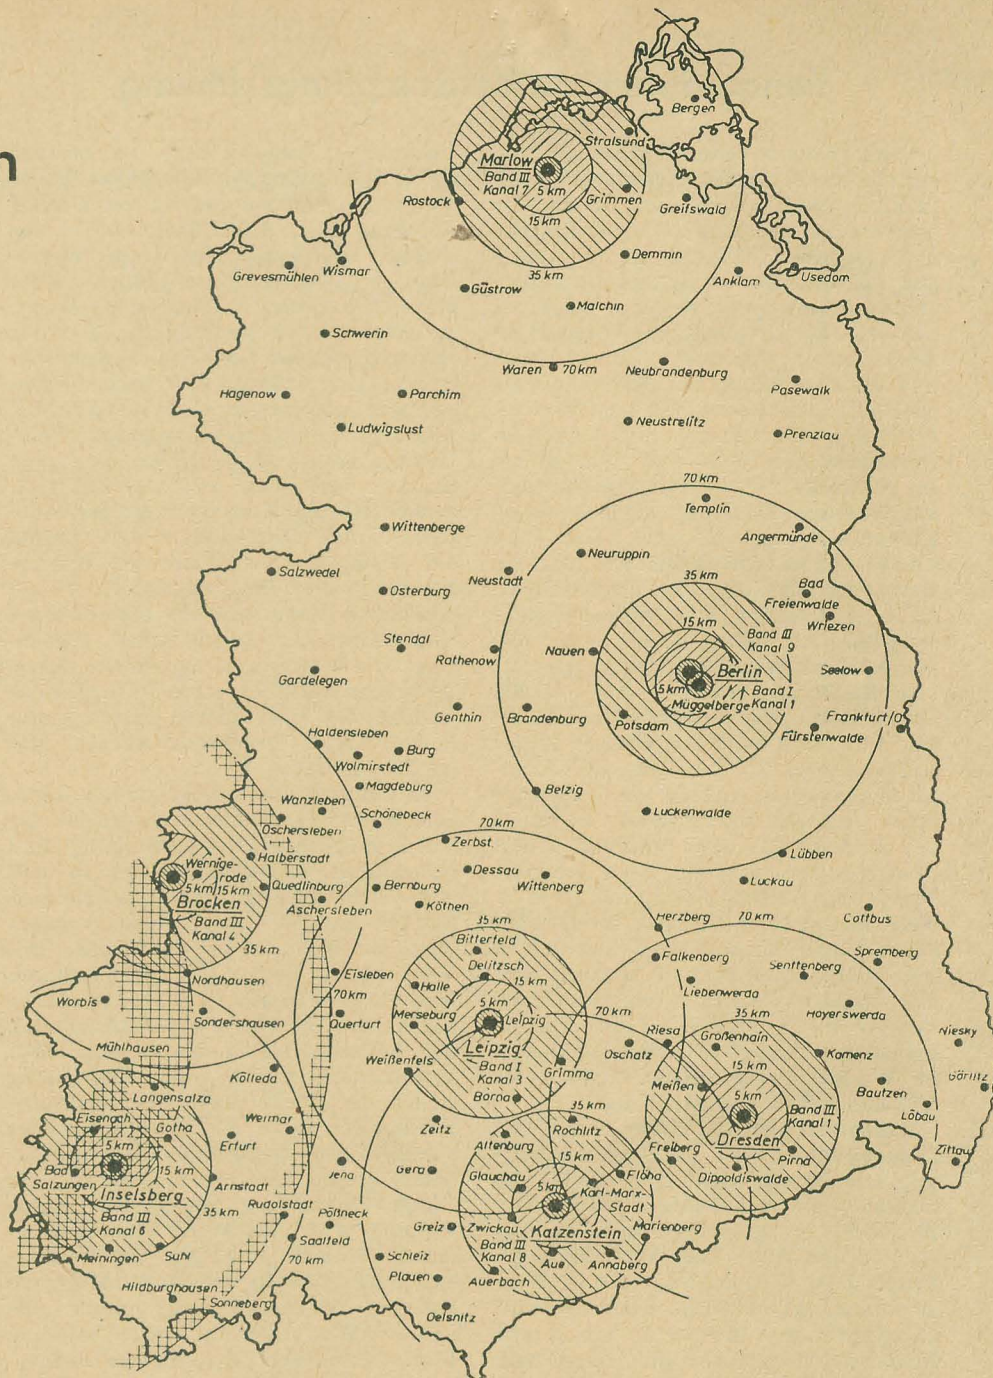 n
Bergen
Stralsund
Marlow
Band III
Kanal 7
5 km
Rostock
Grimmen
Greifswald
15 km
Demmin
Grevesmühlen
Wismar
35 km
Anklam
Usedom
Güstrow
Malchin
Schwerin
Waren
70 km
Neubrandenburg
Pasewalk
Hagenow
Parchim
Ludwigslust
Neustrelitz
Prenzlau
70 km
Templin
Wittenberge
Angermünde
Neuruppin
Salzwedel
Neustadt
Osterburg
35 km
Bad
Freienwalde
Wriezen
15 km
Band III
Kanal 9
Stendal
Rathenow
Nauen
Gardelegen
Berlin
Seelow
5 km
Müggelberge
Band I
Kanal 1
Genthin
Brandenburg
Potsdam
Frankfurt/O
Fürstenwalde
Haldensleben
Burg
Wolmirstedt
Magdeburg
Belzig
Wanzleben
Oschersleben
Schönebeck
Luckenwalde
70 km
Zerbst
Halberstadt
Lübben
Wernige-
rode
Dessau
Wittenberg
Luckau
5 km/15 km
Quedlinburg
Bernburg
Brocken
Aschersleben
Köthen
Band III
Kanal 4
Cottbus
Herzberg
70 km
35 km
35 km
Bitterfeld
Spremberg
Falkenberg
Nordhausen
Eisleben
Delitzsch
Senftenberg
Halle
15 km
Liebenwerda
Worbis
70 km
5 km
Hoyerswerda
Sondershausen
Querfurt
Merseburg
Leipzig
70 km
35 km
Riesa
Großenhain
Niesky
Mühlhausen
Weißenfels
Leipzig
Oschatz
Kamenz
Kölleda
Band I
Kanal 3
Grimma
15 km
Görlitz
Langensalza
Borna
Meißen
5 km
Bautzen
Löbau
Eisenach
Gotha
Weimar
35 km
Rochlitz
Band III
Kanal 1
Erfurt
Zeitz
Altenburg
Dresden
5 km
15 km
Freiberg
Pirna
Zittau
Bad
Salzungen
15 km
Jena
Gera
Glauchau
Flöha
Dippoldiswalde
Inselsberg
Arnstadt
5 km
Karl-Marx-
Stadt
Band III
Kanal 6
35 km
Rudolstadt
Pößneck
Greiz
Zwickau
Katzenstein
Marienberg
Meiningen
Suhl
Saalfeld
Schleiz
Band III
Kanal 8
Aue
Annaberg
70 km
Plauen
Auerbach
Hildburghausen
Sonneberg
Oelsnitz